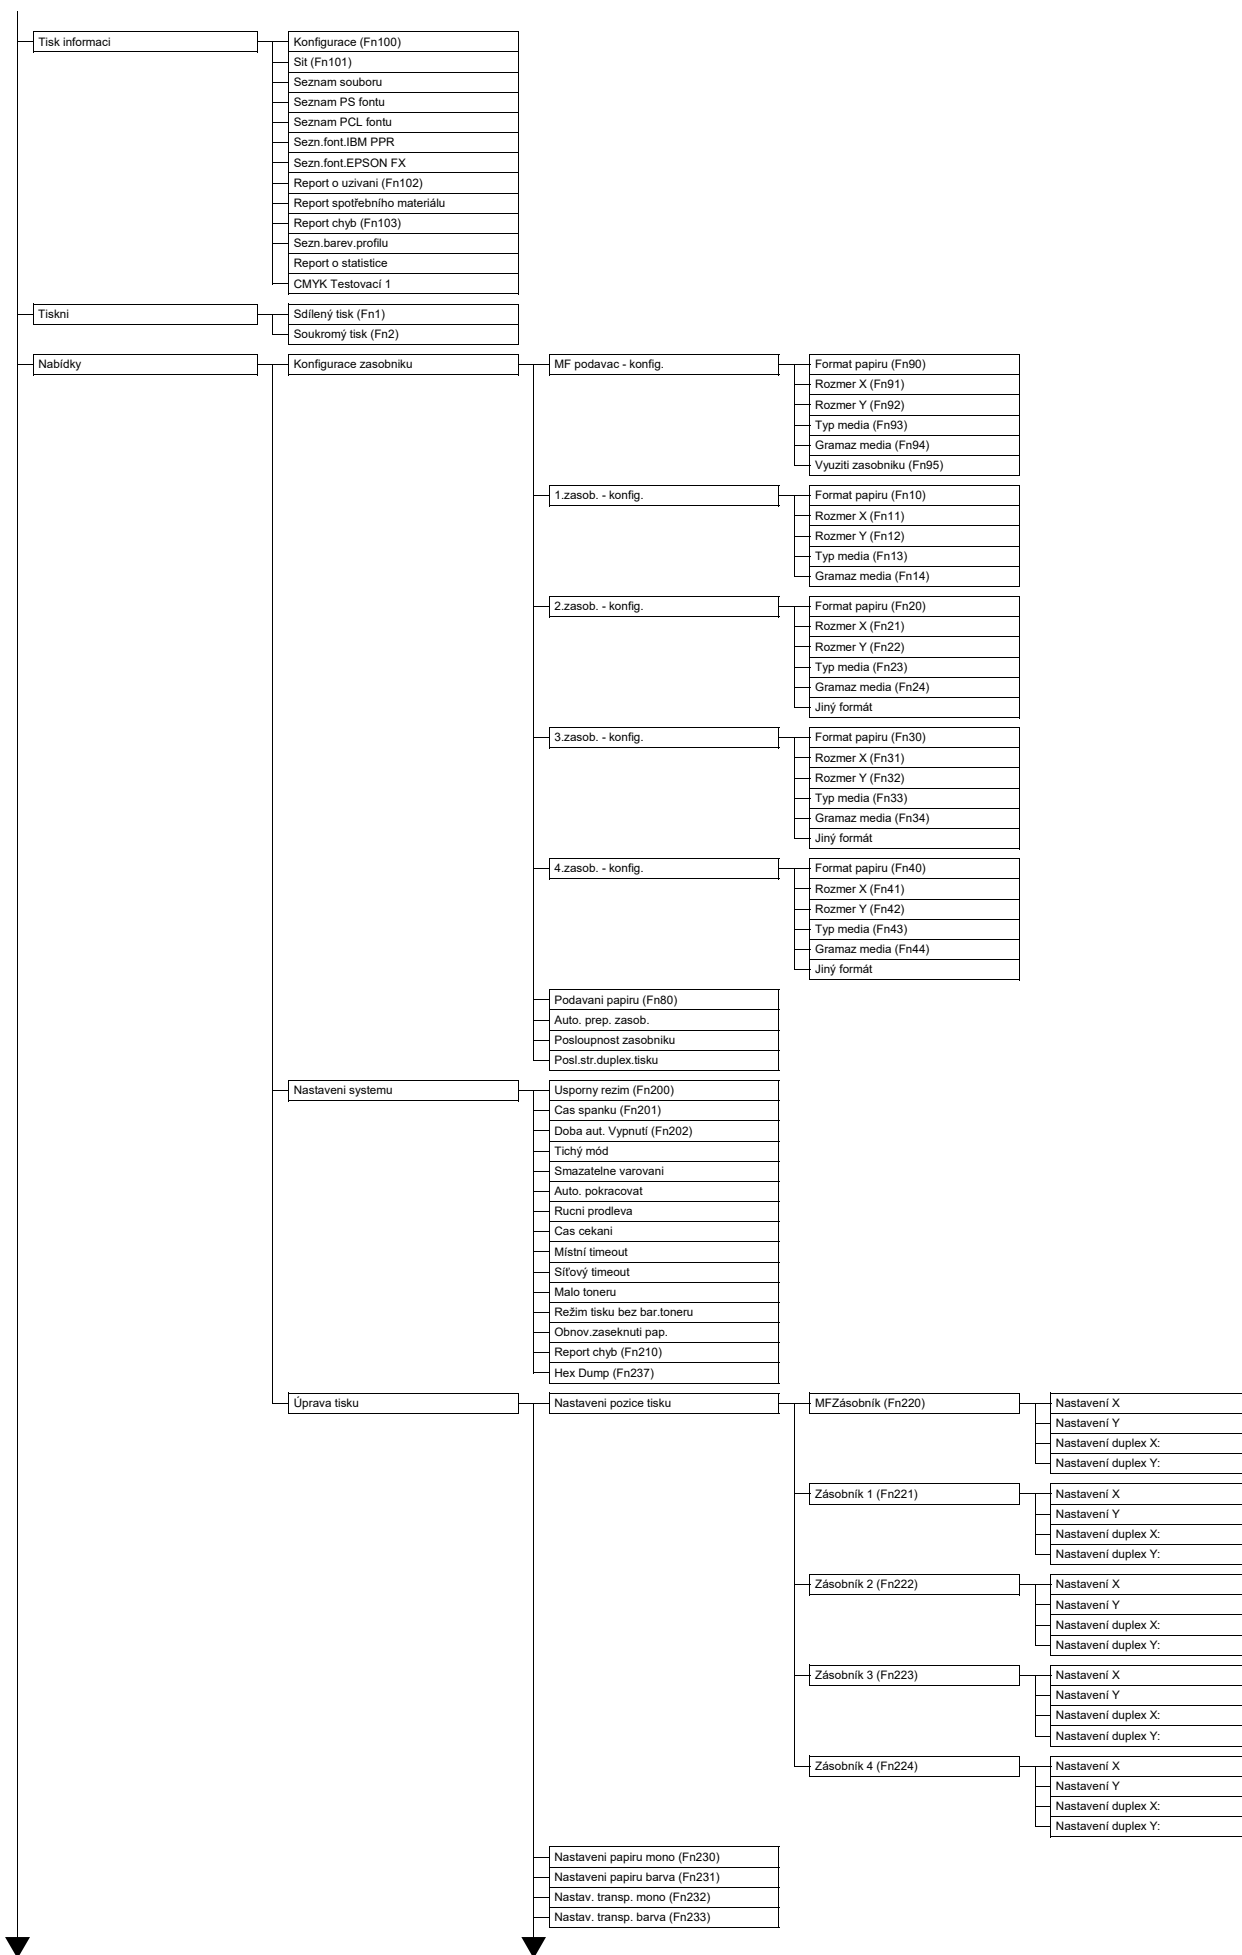 Tisk informaci
Konfigurace (Fn100)
Sit (Fn101)
Seznam souboru
Seznam PS fontu
Seznam PCL fontu
Sezn.font.IBM PPR
Sezn.font.EPSON FX
Report o uzivani (Fn102)
Report spotřebního materiálu
Report chyb (Fn103)
Sezn.barev.profilu
Report o statistice
CMYK Testovací 1
Tiskni
Sdílený tisk (Fn1)
Soukromý tisk (Fn2)
Nabídky
Konfigurace zasobniku
MF podavac - konfig.
Format papiru (Fn90)
Rozmer X (Fn91)
Rozmer Y (Fn92)
Typ media (Fn93)
Gramaz media (Fn94)
Vyuziti zasobniku (Fn95)
1.zasob. - konfig.
Format papiru (Fn10)
Rozmer X (Fn11)
Rozmer Y (Fn12)
Typ media (Fn13)
Gramaz media (Fn14)
2.zasob. - konfig.
Format papiru (Fn20)
Rozmer X (Fn21)
Rozmer Y (Fn22)
Typ media (Fn23)
Gramaz media (Fn24)
Jiný formát
3.zasob. - konfig.
Format papiru (Fn30)
Rozmer X (Fn31)
Rozmer Y (Fn32)
Typ media (Fn33)
Gramaz media (Fn34)
Jiný formát
4.zasob. - konfig.
Format papiru (Fn40)
Rozmer X (Fn41)
Rozmer Y (Fn42)
Typ media (Fn43)
Gramaz media (Fn44)
Jiný formát
Podavani papiru (Fn80)
Auto. prep. zasob.
Posloupnost zasobniku
Posl.str.duplex.tisku
Nastaveni systemu
Usporny rezim (Fn200)
Cas spanku (Fn201)
Doba aut. Vypnutí (Fn202)
Tichý mód
Smazatelne varovani
Auto. pokracovat
Rucni prodleva
Cas cekani
Místní timeout
Síťový timeout
Malo toneru
Režim tisku bez bar.toneru
Obnov.zaseknuti pap.
Report chyb (Fn210)
Hex Dump (Fn237)
Úprava tisku
Nastaveni pozice tisku
MFZásobník (Fn220)
Nastavení X
Nastavení Y
Nastavení duplex X:
Nastavení duplex Y:
Zásobník 1 (Fn221)
Nastavení X
Nastavení Y
Nastavení duplex X:
Nastavení duplex Y:
Zásobník 2 (Fn222)
Nastavení X
Nastavení Y
Nastavení duplex X:
Nastavení duplex Y:
Zásobník 3 (Fn223)
Nastavení X
Nastavení Y
Nastavení duplex X:
Nastavení duplex Y:
Zásobník 4 (Fn224)
Nastavení X
Nastavení Y
Nastavení duplex X:
Nastavení duplex Y:
Nastaveni papiru mono (Fn230)
Nastaveni papiru barva (Fn231)
Nastav. transp. mono (Fn232)
Nastav. transp. barva (Fn233)